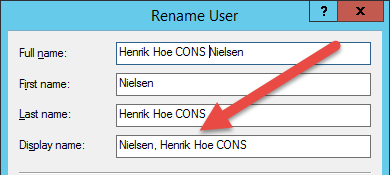 Rename User
Full name: Henrik Hoe CONS Nielsen
First name: Nielsen
Last name: Henrik Hoe CONS
Display name: Nielsen, Henrik Hoe CONS